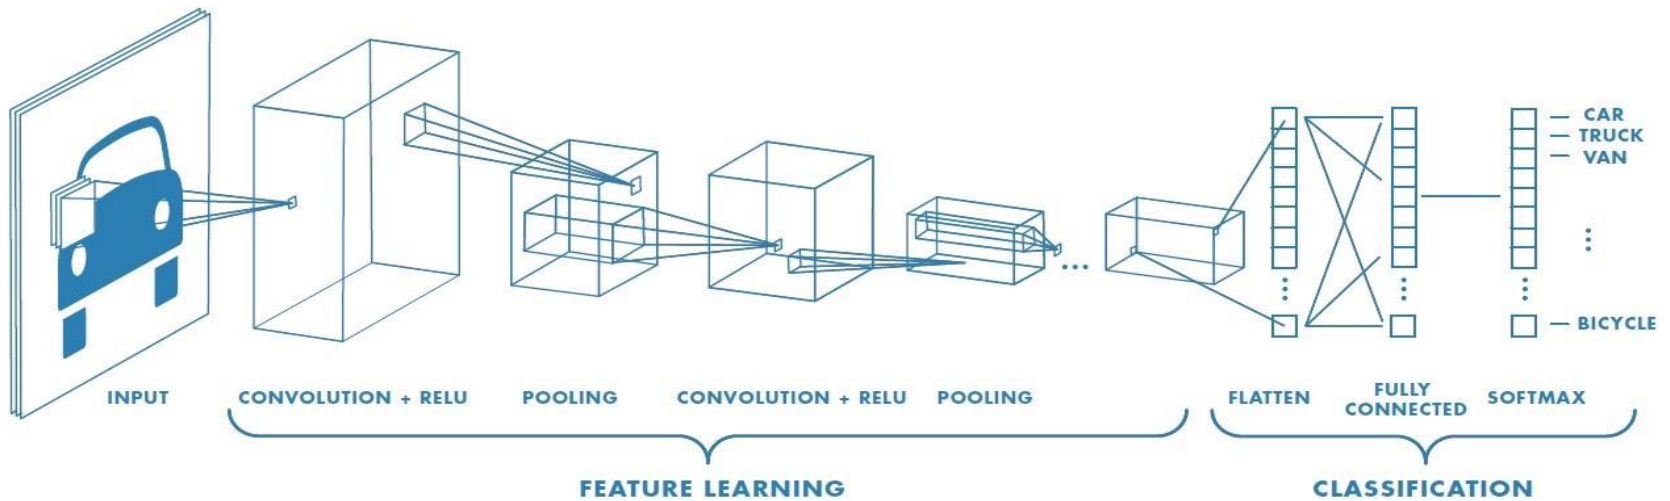 CAR
TRUCK
VAN
BICYCLE
INPUT
CONVOLUTION + RELU
POOLING
CONVOLUTION + RELU
POOLING
FLATTEN
FULLY
CONNECTED
SOFTMAX
FEATURE LEARNING
CLASSIFICATION